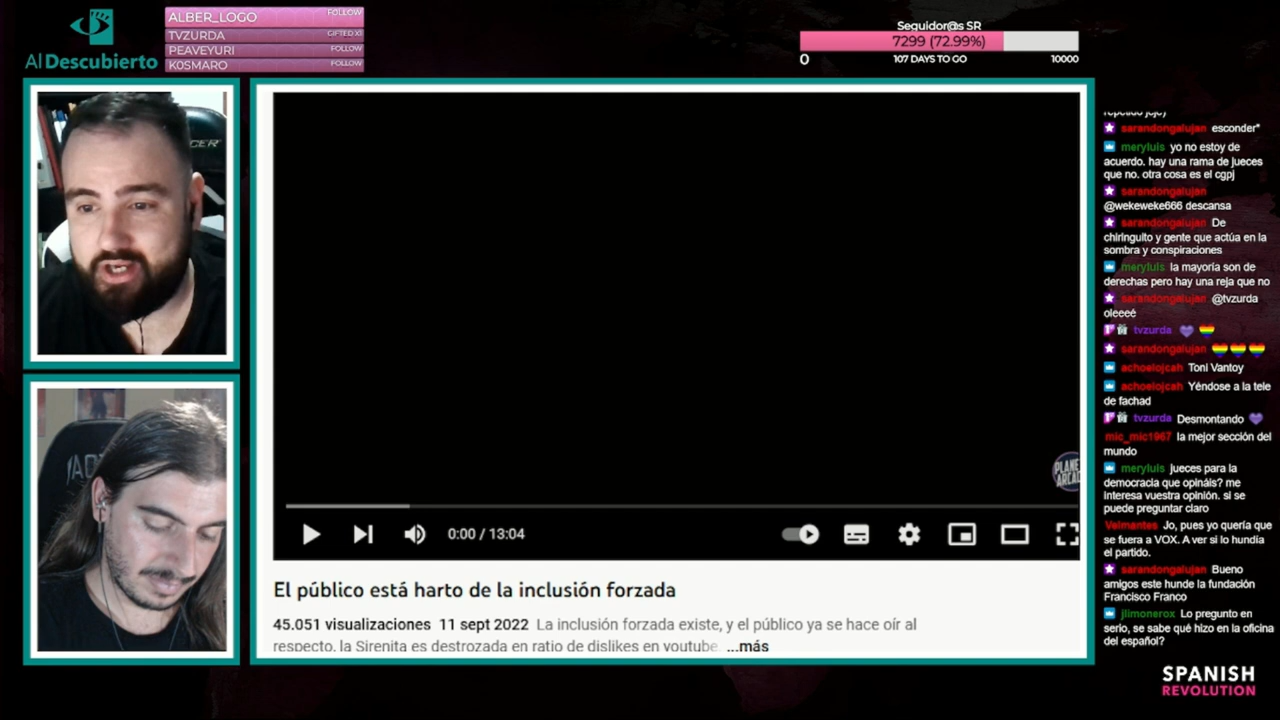 Al Descubierto
ALBER_LOGO FOLLOW
TVZURDA GIFTED X1
PEAVEYURI FOLLOW
K0SMARO FOLLOW
Seguidor@s SR
7299 (72.99%)
0 107 DAYS TO GO 10000
0:00 / 13:04
El público está harto de la inclusión forzada
45.051 visualizaciones 11 sept 2022 La inclusión forzada existe, y el público ya se hace oír al
respecto. la Sirenita es destrozada en ratio de dislikes en youtube. ...más
repetido jojo)
sarandongalujan esconder*
meryluis yo no estoy de
acuerdo. hay una rama de jueces
que no. otra cosa es el cgpj
sarandongalujan
@wekeweke666 descansa
sarandongalujan De
chiringuito y gente que actúa en la
sombra y conspiraciones
meryluis la mayoría son de
derechas pero hay una reja que no
sarandongalujan @tvzurda
oleeeé
tvzurda 💜 🏳️‍🌈
sarandongalujan
achoelojcah Toni Vantoy
achoelojcah Yéndose a la tele
de fachad
tvzurda Desmontando 💜
mic_mic1967 la mejor sección del
mundo
meryluis jueces para la
democracia que opináis? me
interesa vuestra opinión. si se
puede preguntar claro
Velmantes Jo, pues yo quería que
se fuera a VOX. A ver si lo hundía
el partido.
sarandongalujan Bueno
amigos este hunde la fundación
Francisco Franco
jlimonerox Lo pregunto en
serio, se sabe qué hizo en la oficina
del español?
SPANISH
REVOLUTION